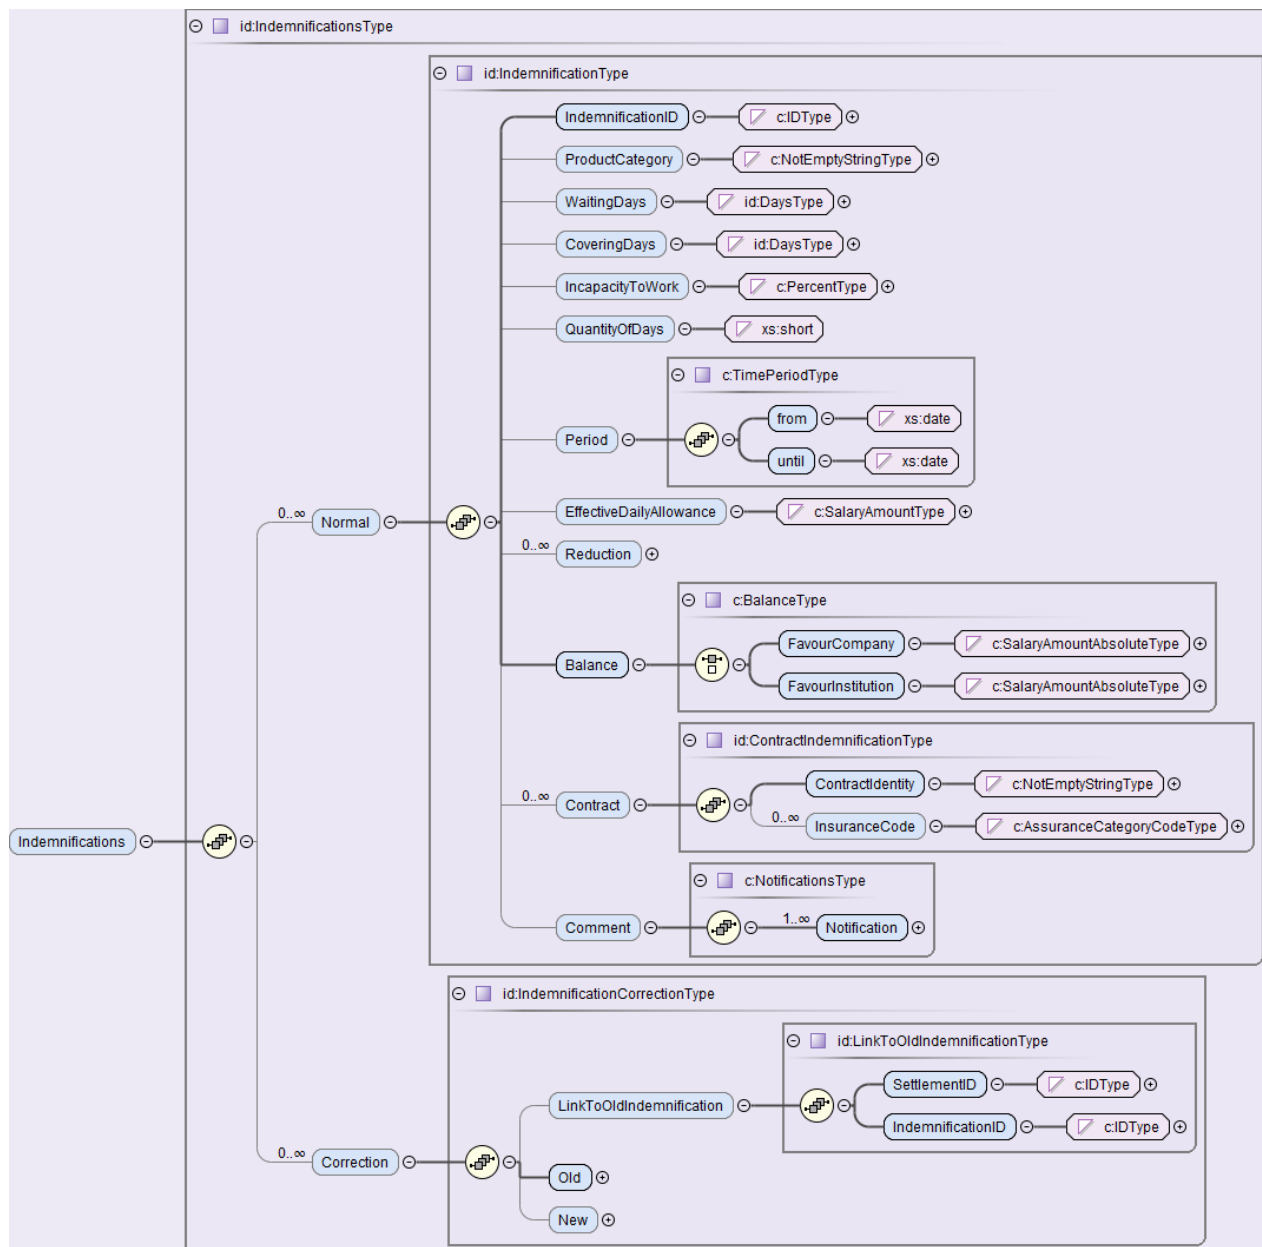 id:IndemnificationsType
id:IndemnificationType
IndemnificationID c:IDType
ProductCategory c:NotEmptyStringType
WaitingDays id:DaysType
CoveringDays id:DaysType
IncapacityToWork c:PercentType
QuantityOfDays xs:short
c:TimePeriodType
from xs:date
Period
until xs:date
EffectiveDailyAllowance c:SalaryAmountType
0..∞ Normal
0..∞ Reduction
c:BalanceType
FavourCompany c:SalaryAmountAbsoluteType
Balance
FavourInstitution c:SalaryAmountAbsoluteType
id:ContractIndemnificationType
ContractIdentity c:NotEmptyStringType
0..∞ Contract
0..∞ InsuranceCode c:AssuranceCategoryCodeType
Indemnifications
c:NotificationsType
Comment 1..∞ Notification
id:IndemnificationCorrectionType
id:LinkToOldIndemnificationType
SettlementID c:IDType
LinkToOldIndemnification
IndemnificationID c:IDType
0..∞ Correction
Old
New